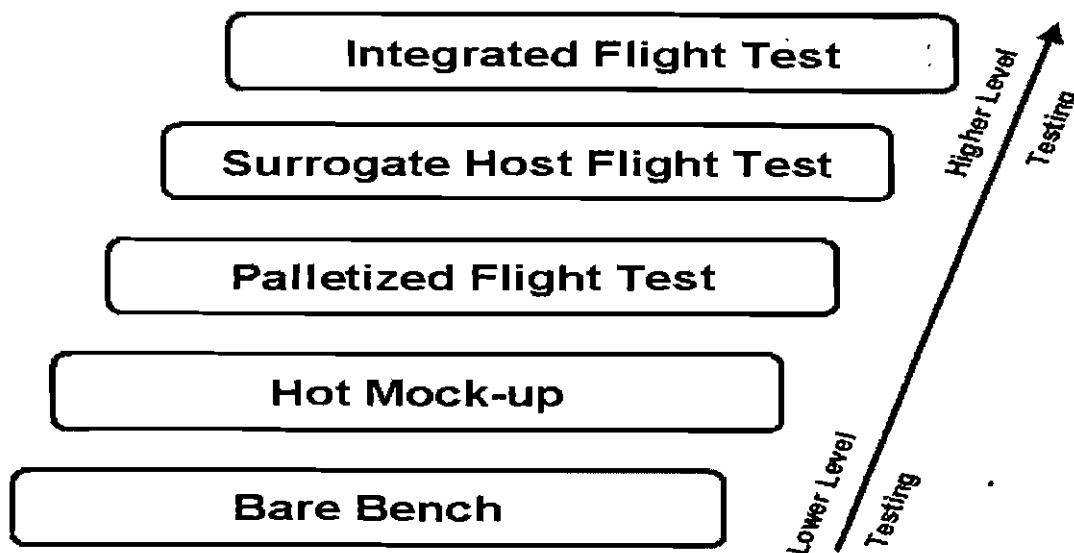 Integrated Flight Test
Surrogate Host Flight Test
Palletized Flight Test
Hot Mock-up
Bare Bench
Higher Level
Testing
Lower Level
Testing